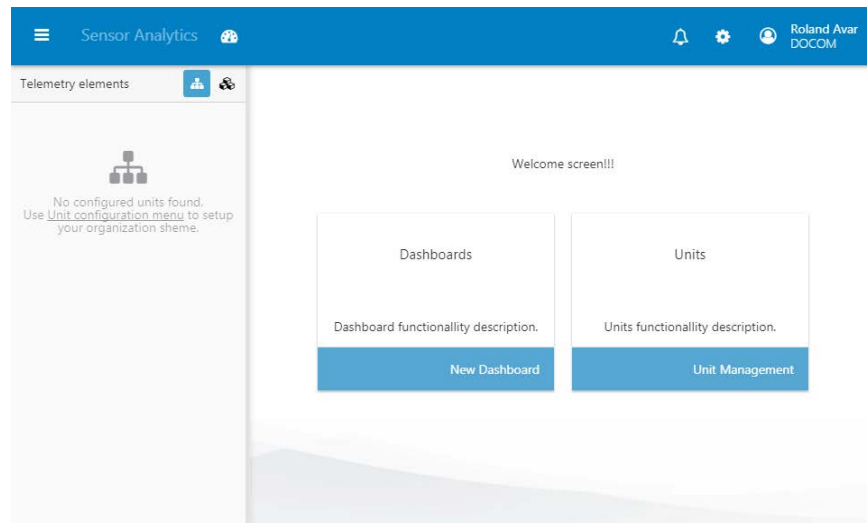 Sensor Analytics
Roland Avar
DOCOM
Telemetry elements
No configured units found.
Use Unit configuration menu to setup
your organization sheme.
Welcome screen!!!
Dashboards
Dashboard functionallity description.
New Dashboard
Units
Units functionallity description.
Unit Management